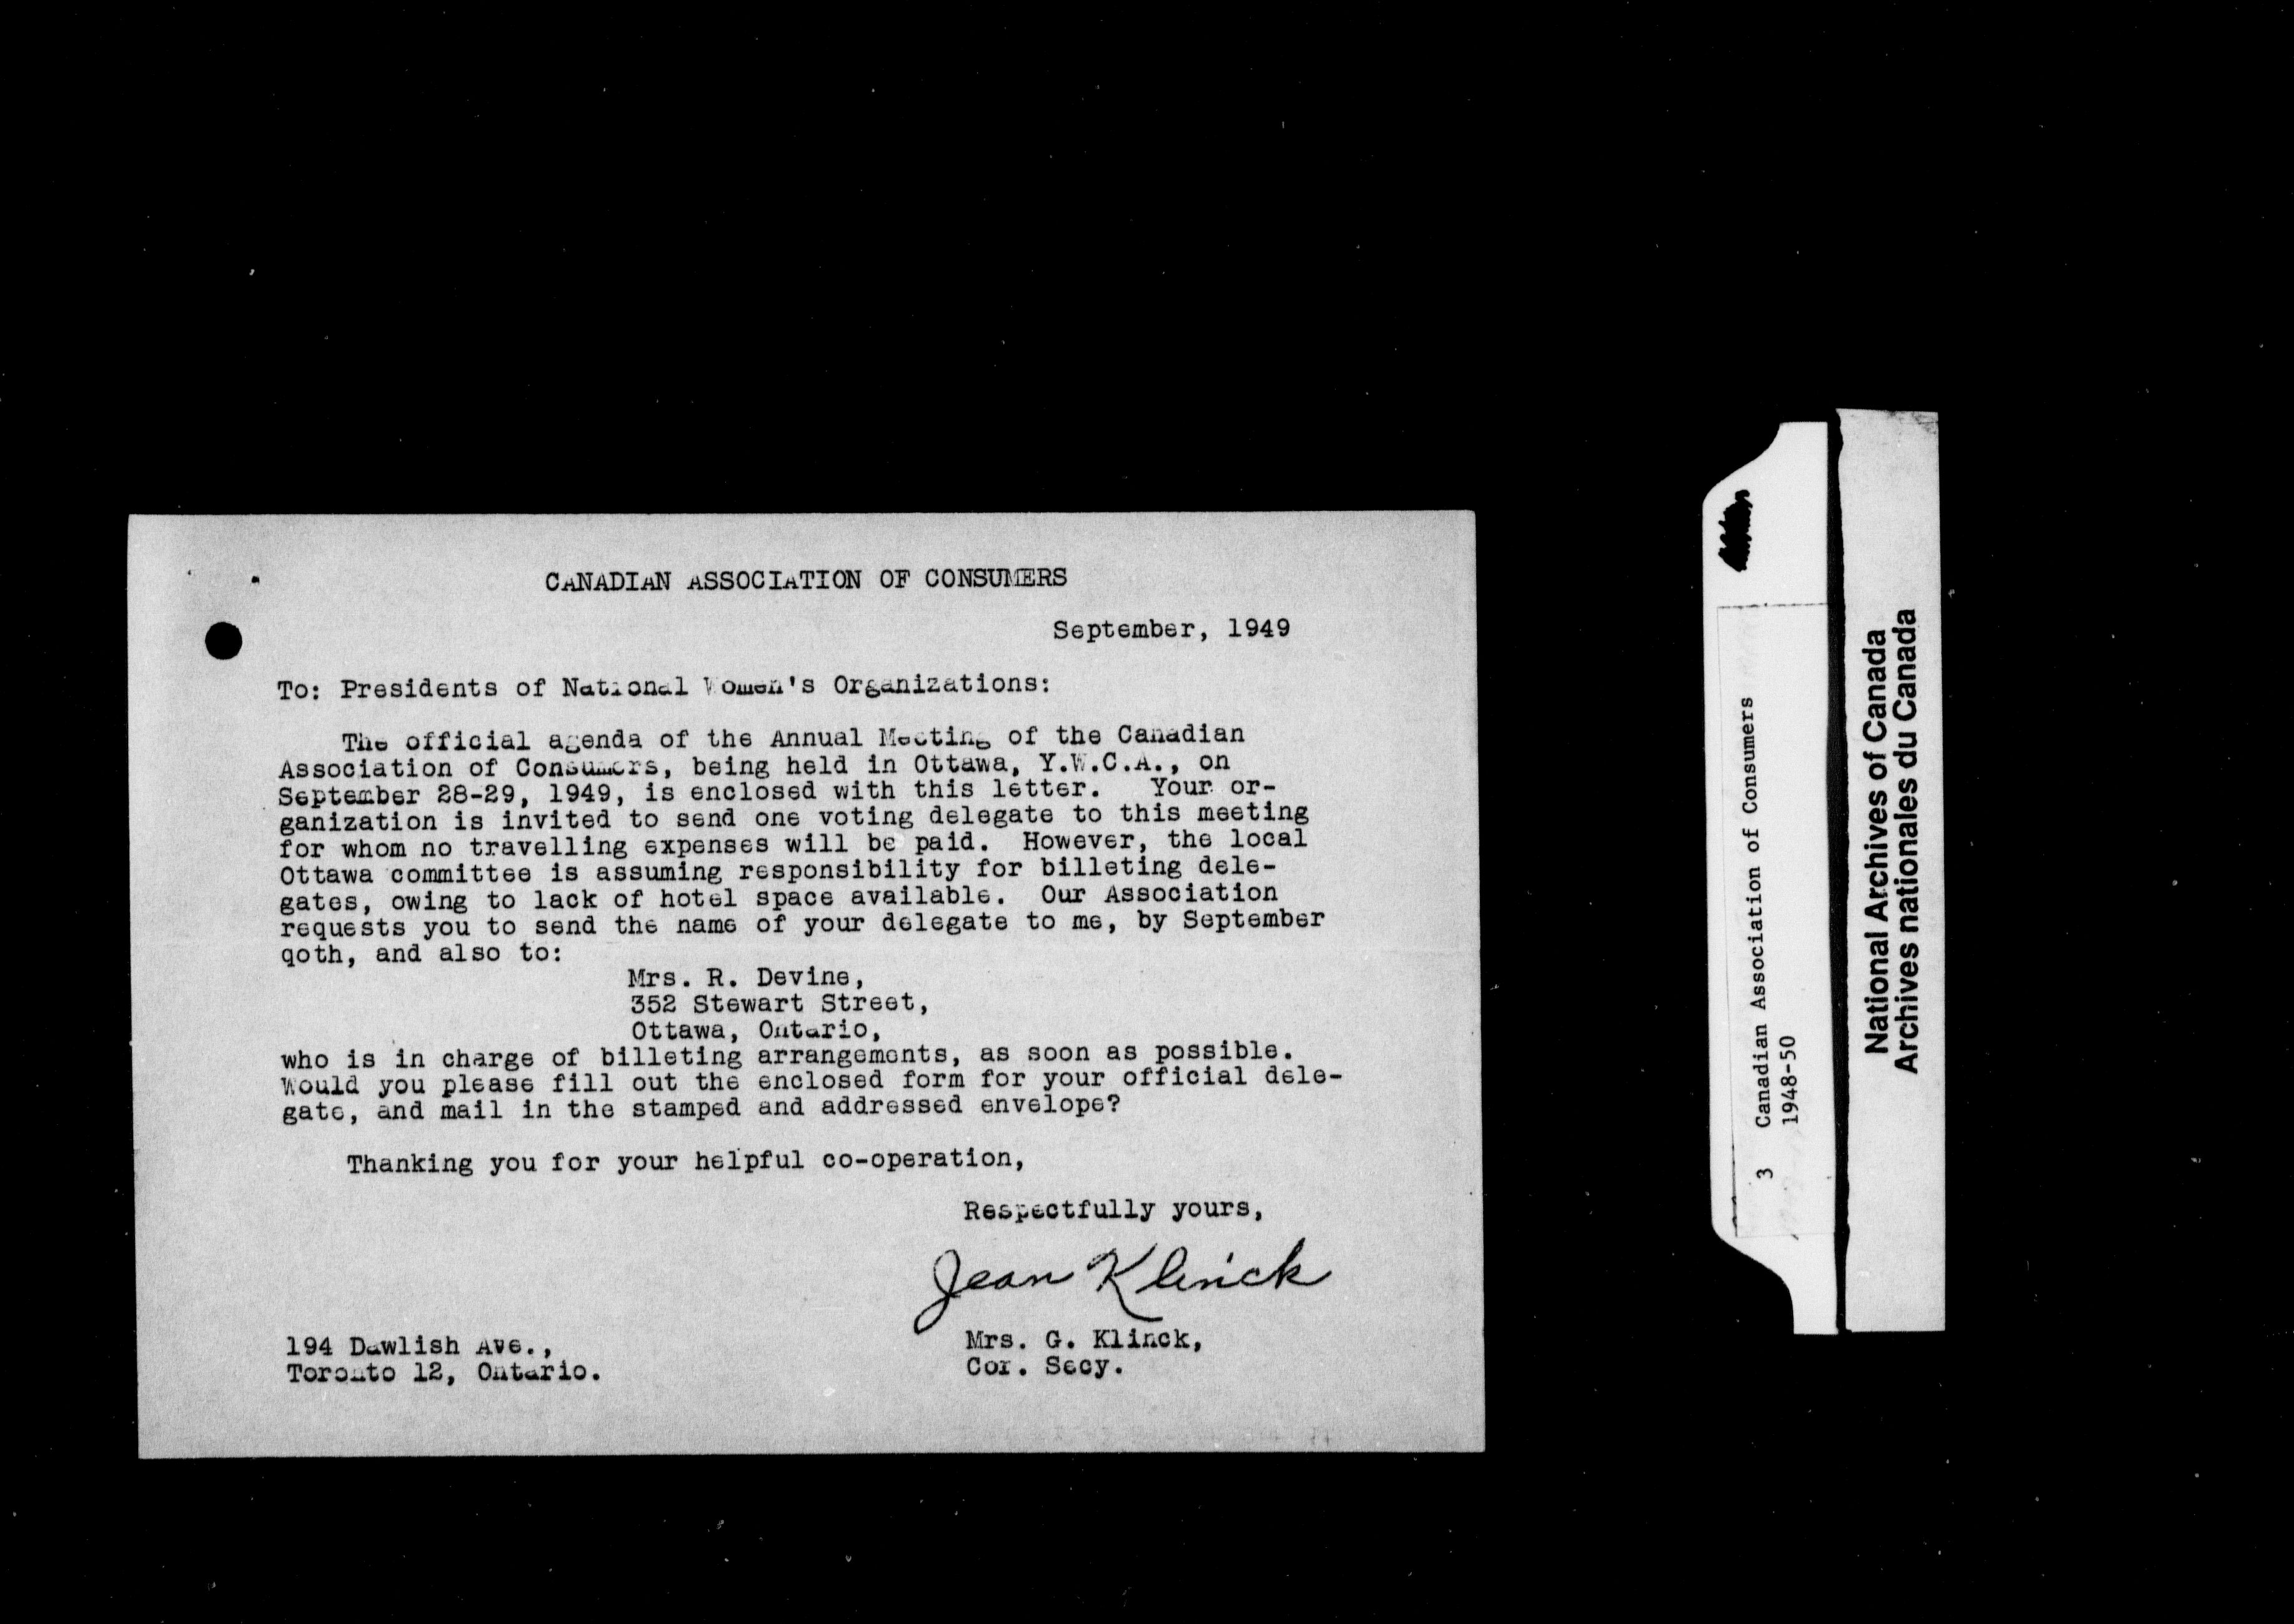 CANADIAN ASSOCIATION OF CONSUMERS
September, 1949
To: Presidents of National Women's Organizations:
The official agenda of the Annual Meeting of the Canadian
Association of Consumers, being held in Ottawa, Y.W.C.A., on
September 28-29, 1949, is enclosed with this letter. Your or-
ganization is invited to send one voting delegate to this meeting
for whom no travelling expenses will be paid. However, the local
Ottawa committee is assuming responsibility for billeting dele-
gates, owing to lack of hotel space available. Our Association
requests you to send the name of your delegate to me, by September
qoth, and also to:
Mrs. R. Devine,
352 Stewart Street,
Ottawa, Ontario,
who is in charge of billeting arrangements, as soon as possible.
Would you please fill out the enclosed form for your official dele-
gate, and mail in the stamped and addressed envelope?
Thanking you for your helpful co-operation,
Respectfully yours,
Jean Klinck
Mrs. G. Klinck,
Cor. Secy.
194 Dawlish Ave.,
Toronto 12, Ontario.
3 Canadian Association of Consumers
1948-50
National Archives of Canada
Archives nationales du Canada